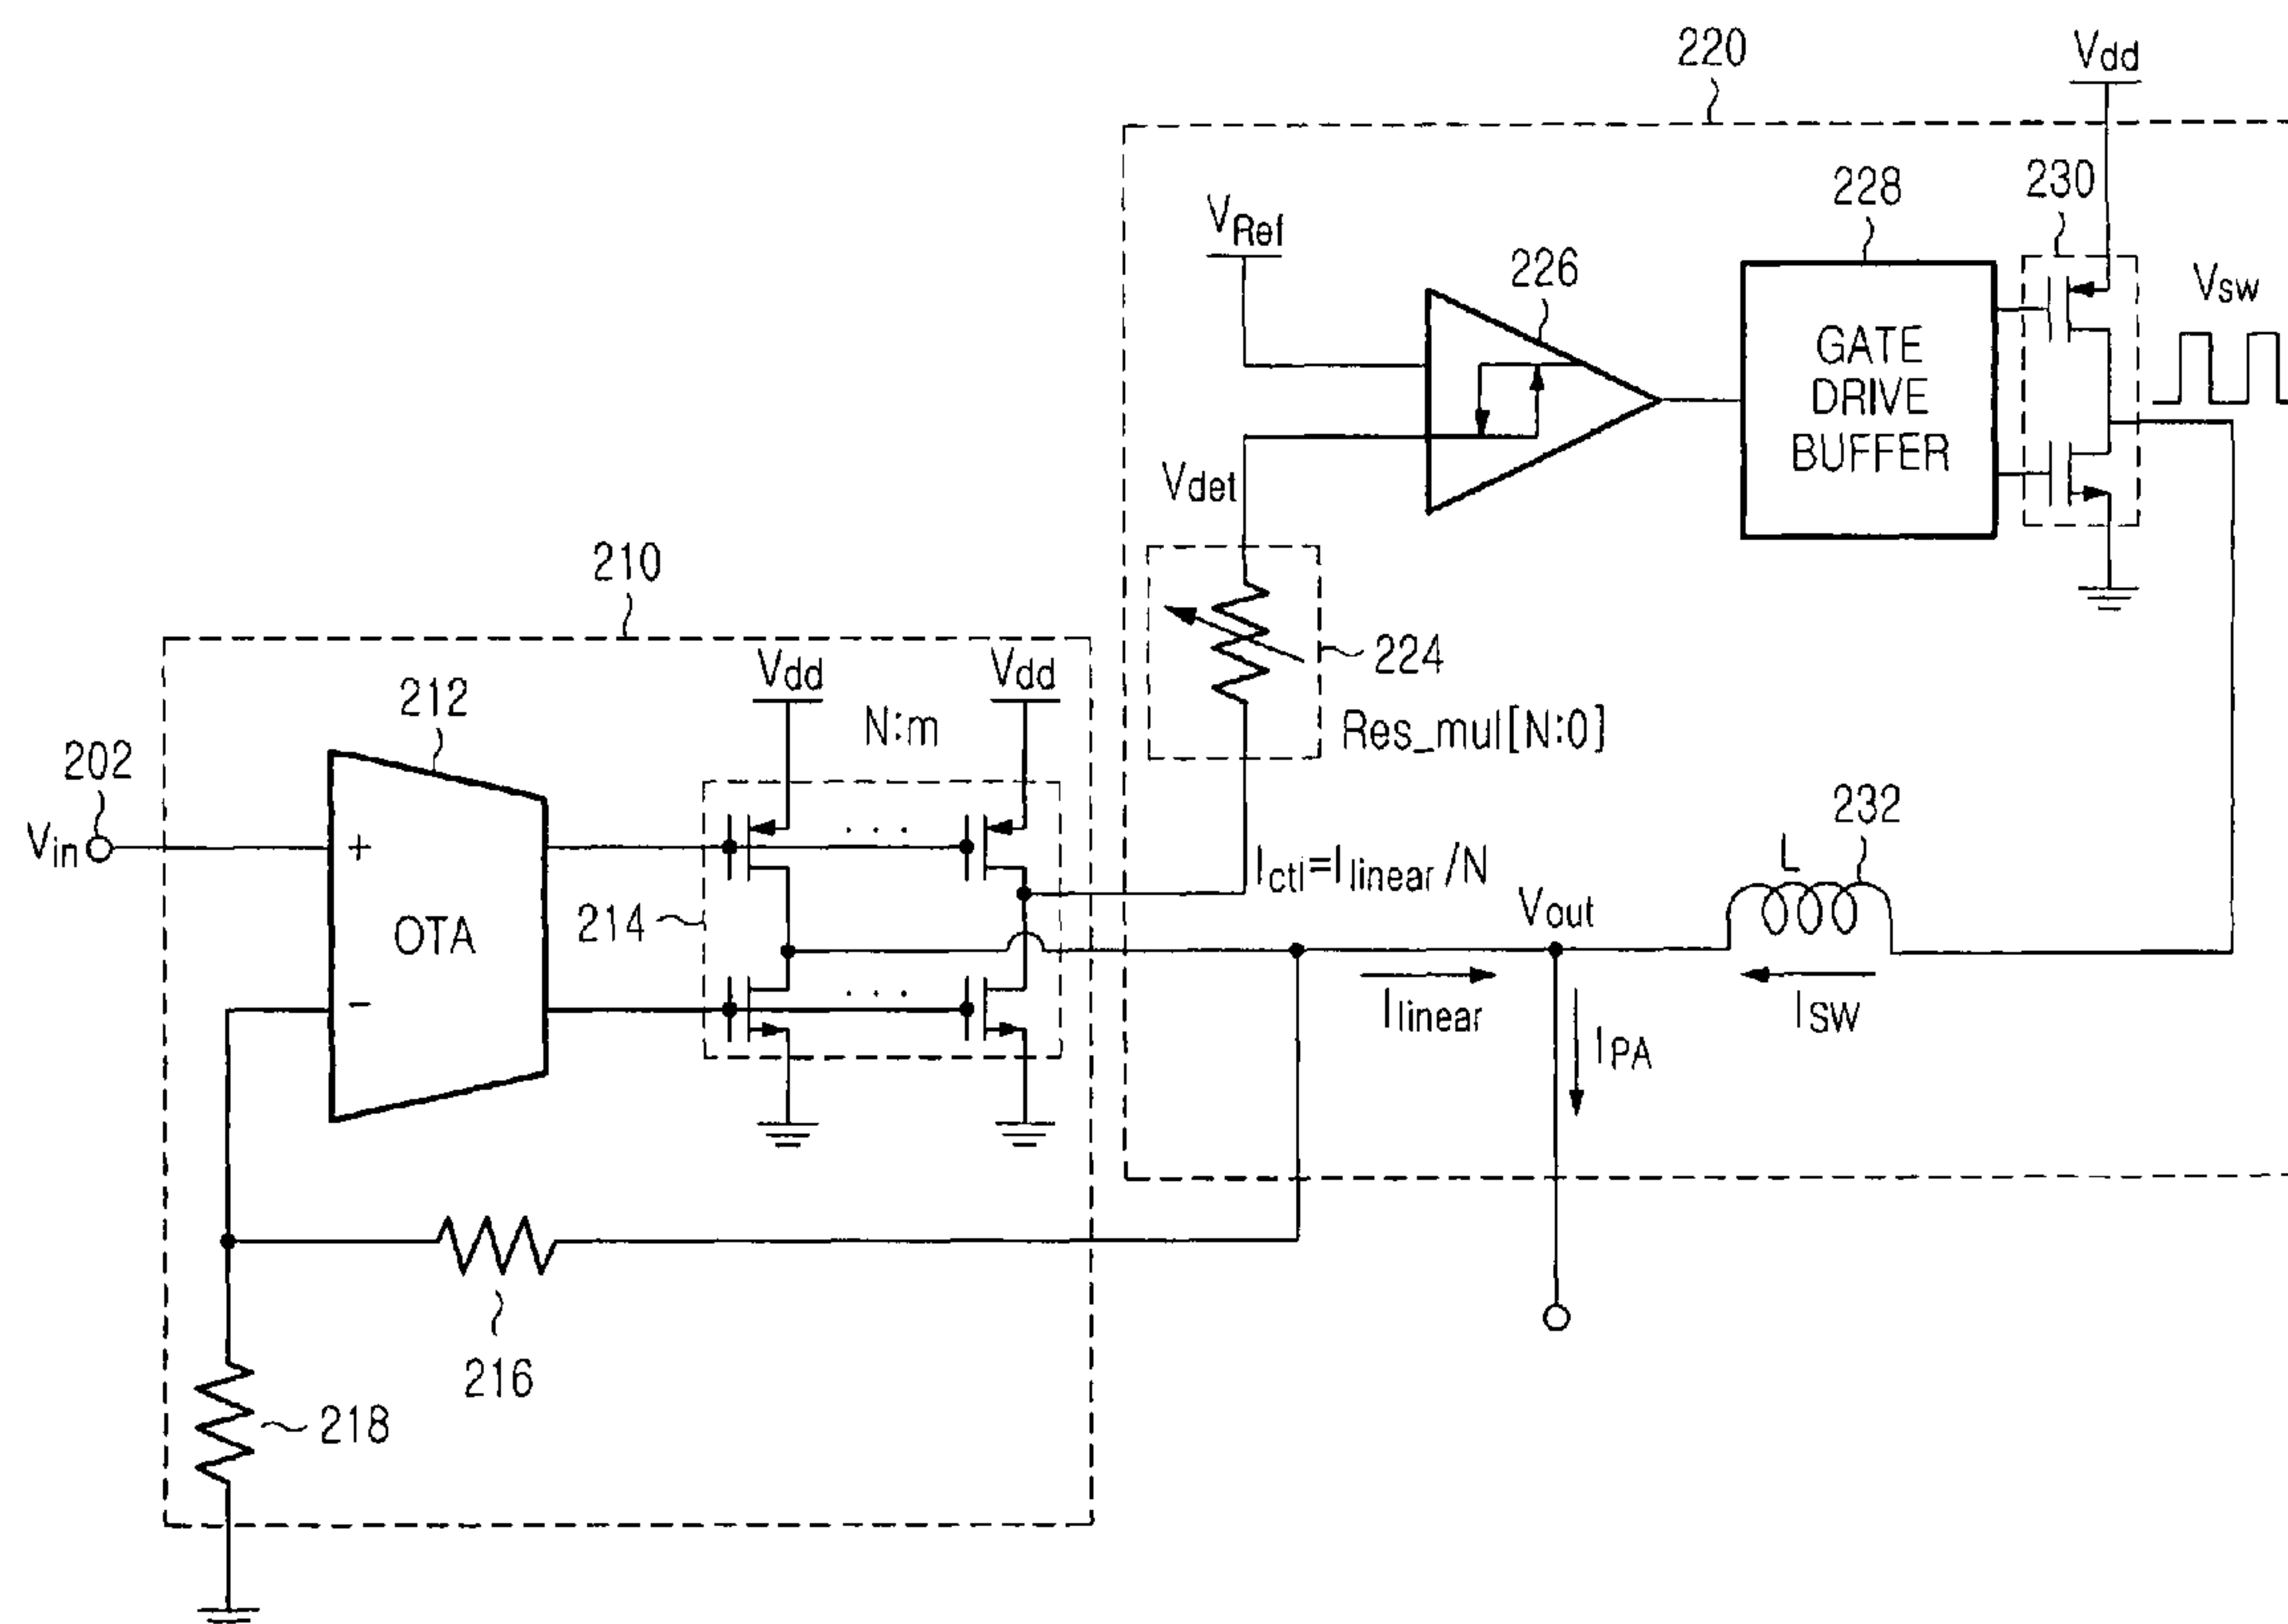 220
Vdd
230
228
VRef
226
Vsw
GATE
DRIVE
BUFFER
Vdet
210
224
Vdd
Vdd
212
N:m
Res_mul[N:0]
202
232
Vin
+
L
Ictl=Ilinear/N
214
OTA
Vout
−
Ilinear
ISW
IPA
216
218